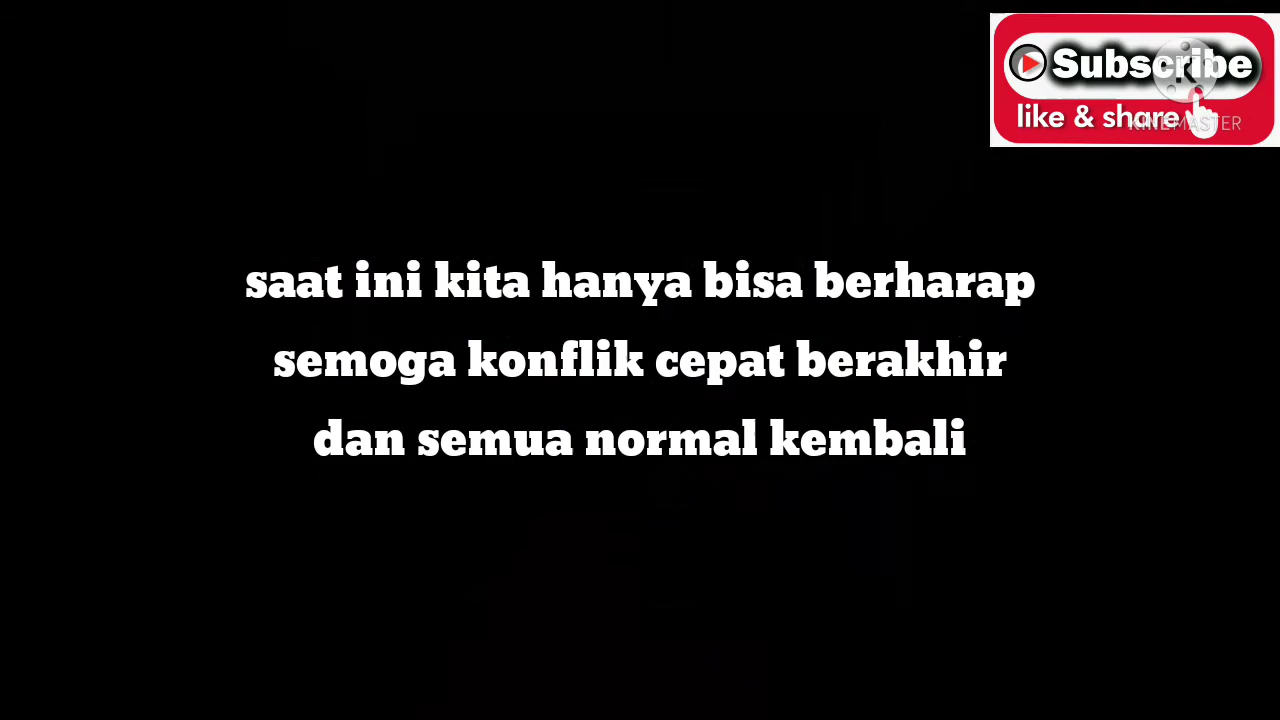 Subscribe
like & share
KINEMASTER
saat ini kita hanya bisa berharap
semoga konflik cepat berakhir
dan semua normal kembali